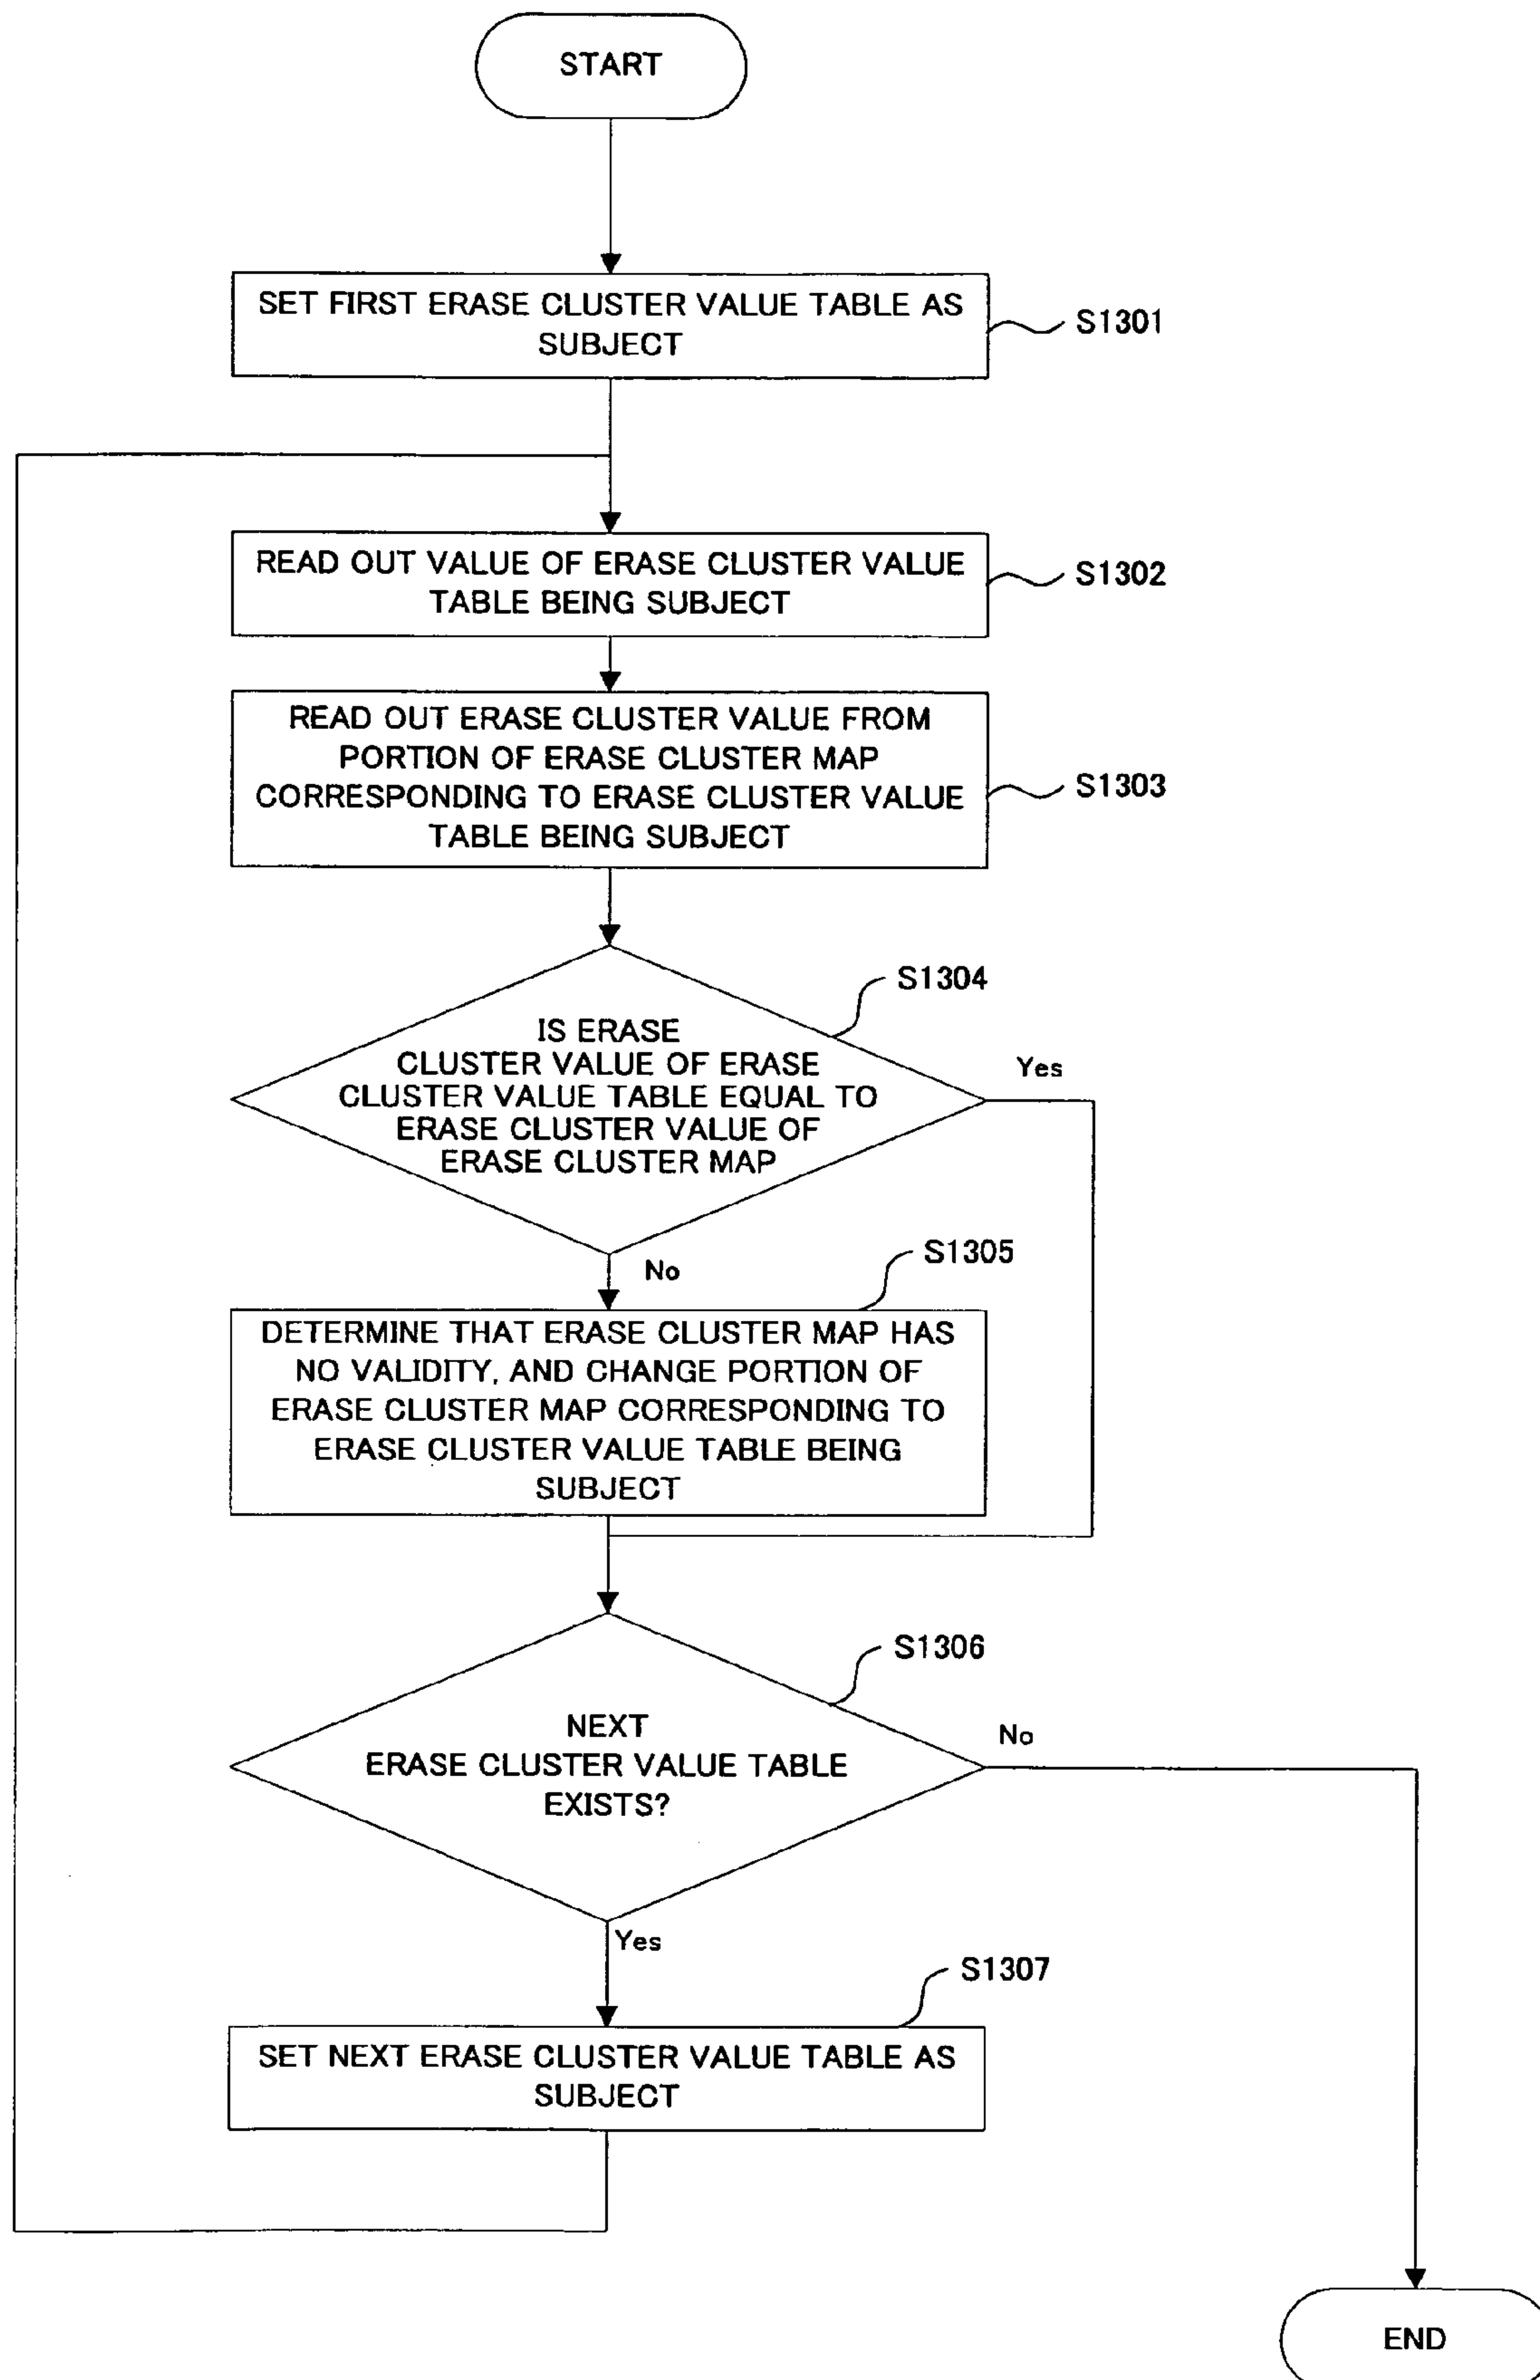 START
SET FIRST ERASE CLUSTER VALUE TABLE AS
SUBJECT
S1301
READ OUT VALUE OF ERASE CLUSTER VALUE
TABLE BEING SUBJECT
S1302
READ OUT ERASE CLUSTER VALUE FROM
PORTION OF ERASE CLUSTER MAP
CORRESPONDING TO ERASE CLUSTER VALUE
TABLE BEING SUBJECT
S1303
S1304
IS ERASE
CLUSTER VALUE OF ERASE
CLUSTER VALUE TABLE EQUAL TO
ERASE CLUSTER VALUE OF
ERASE CLUSTER MAP
Yes
No
S1305
DETERMINE THAT ERASE CLUSTER MAP HAS
NO VALIDITY, AND CHANGE PORTION OF
ERASE CLUSTER MAP CORRESPONDING TO
ERASE CLUSTER VALUE TABLE BEING
SUBJECT
S1306
NEXT
ERASE CLUSTER VALUE TABLE
EXISTS?
No
Yes
S1307
SET NEXT ERASE CLUSTER VALUE TABLE AS
SUBJECT
END